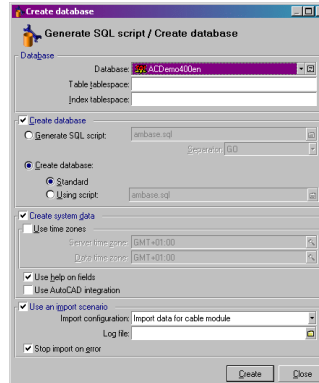 Create database
Generate SQL script / Create database
Database
Database: ACDemo400en
Table tablespace:
Index tablespace:
Create database
Generate SQL script: ambase.sql
Separator: GO
Create database:
Standard
Using script: ambase.sql
Create system data
Use time zones
Server time zone: GMT+01:00
Data time zone: GMT+01:00
Use help on fields
Use AutoCAD integration
Use an import scenario
Import configuration: Import data for cable module
Log file:
Stop import on error
Create Close